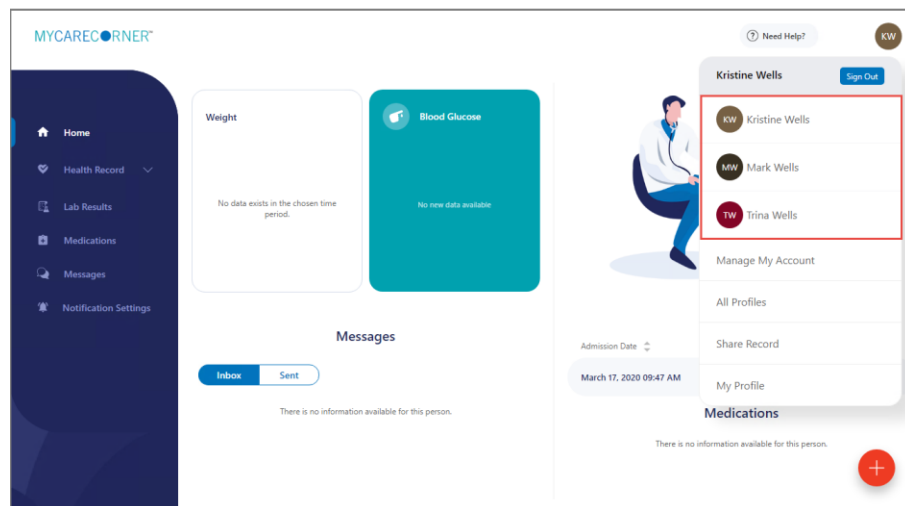 MYCARECORNER™
Need Help?
KW
Kristine Wells
Sign Out
KW Kristine Wells
MW Mark Wells
TW Trina Wells
Manage My Account
All Profiles
Share Record
My Profile
Home
Health Record
Lab Results
Medications
Messages
Notification Settings
Weight
No data exists in the chosen time
period.
Blood Glucose
No new data available
Messages
Inbox
Sent
There is no information available for this person.
Admission Date
March 17, 2020 09:47 AM
Medications
There is no information available for this person.